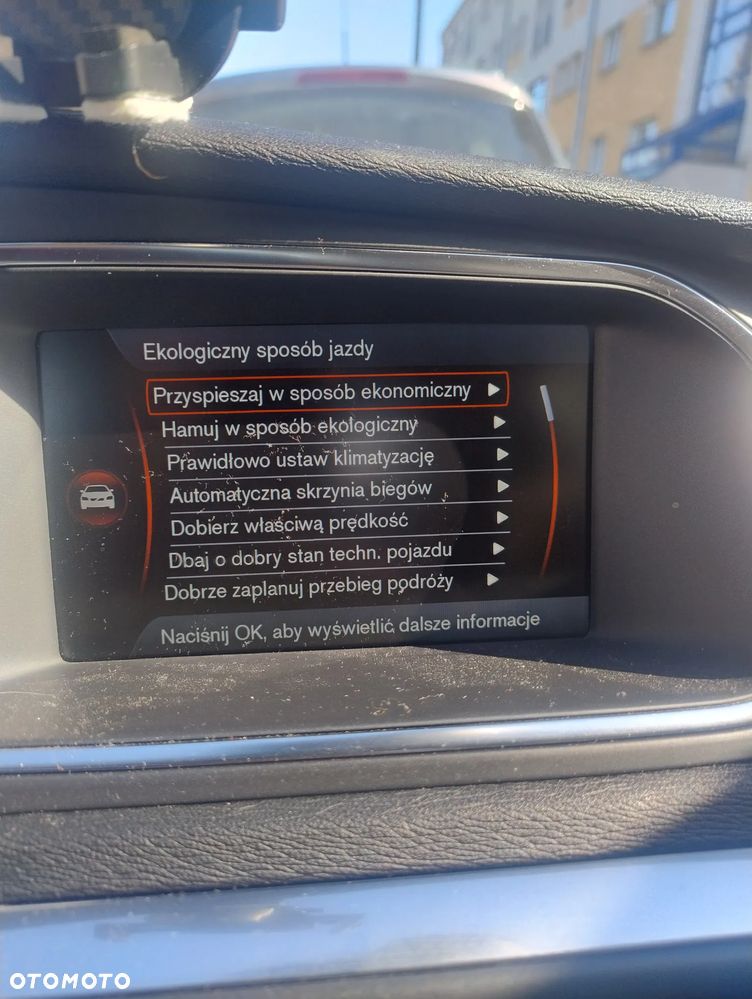 Ekologiczny sposób jazdy
Przyspieszaj w sposób ekonomiczny
Hamuj w sposób ekologiczny
Prawidłowo ustaw klimatyzację
Automatyczna skrzynia biegów
Dobierz właściwą prędkość
Dbaj o dobry stan techn. pojazdu
Dobrze zaplanuj przebieg podróży
Naciśnij OK, aby wyświetlić dalsze informacje
OTOMOTO